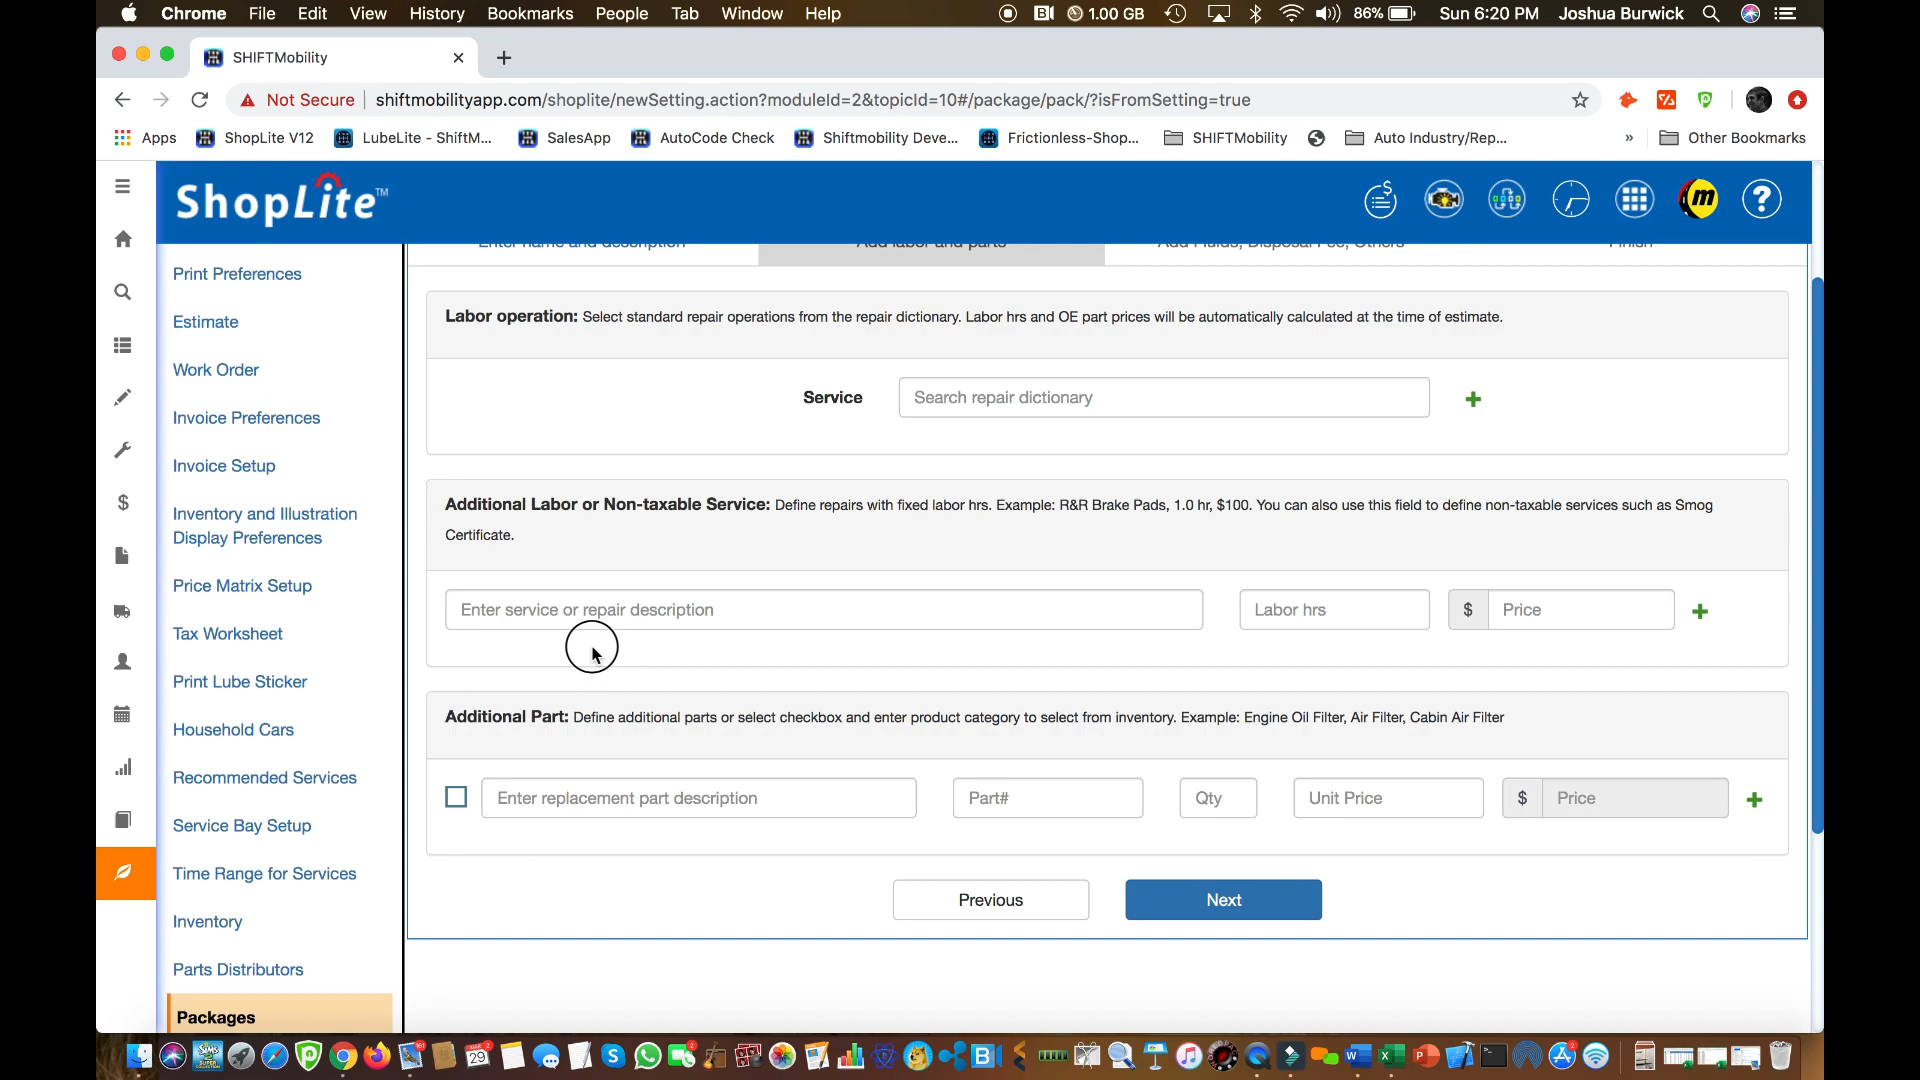 Chrome File Edit View History Bookmarks People Tab Window Help 1.00 GB 86% Sun 6:20 PM Joshua Burwick
SHIFTMobility
Not Secure shiftmobilityapp.com/shoplite/newSetting.action?moduleId=2&topicId=10#/package/pack/?isFromSetting=true
Apps ShopLite V12 LubeLite - ShiftM... SalesApp AutoCode Check Shiftmobility Deve... Frictionless-Shop... SHIFTMobility Auto Industry/Rep... » Other Bookmarks
ShopLite™ m ?
Enter name and description Add labor and parts Add Fluids, Disposal Fee, Others Finish
Print Preferences
Estimate
Work Order
Invoice Preferences
Invoice Setup
Inventory and Illustration
Display Preferences
Price Matrix Setup
Tax Worksheet
Print Lube Sticker
Household Cars
Recommended Services
Service Bay Setup
Time Range for Services
Inventory
Parts Distributors
Packages
Labor operation: Select standard repair operations from the repair dictionary. Labor hrs and OE part prices will be automatically calculated at the time of estimate.
Service Search repair dictionary
Additional Labor or Non-taxable Service: Define repairs with fixed labor hrs. Example: R&R Brake Pads, 1.0 hr, $100. You can also use this field to define non-taxable services such as Smog
Certificate.
Enter service or repair description Labor hrs $ Price
Additional Part: Define additional parts or select checkbox and enter product category to select from inventory. Example: Engine Oil Filter, Air Filter, Cabin Air Filter
Enter replacement part description Part# Qty Unit Price $ Price
Previous Next